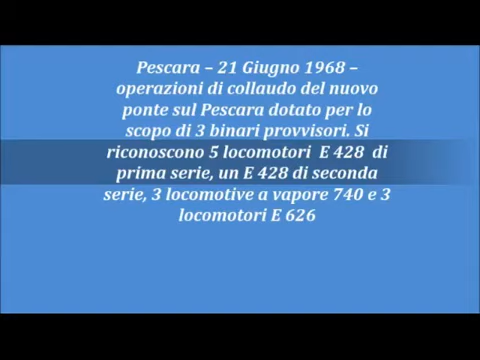 Pescara – 21 Giugno 1968 –
operazioni di collaudo del nuovo
ponte sul Pescara dotato per lo
scopo di 3 binari provvisori. Si
riconoscono 5 locomotori E 428 di
prima serie, un E 428 di seconda
serie, 3 locomotive a vapore 740 e 3
locomotori E 626